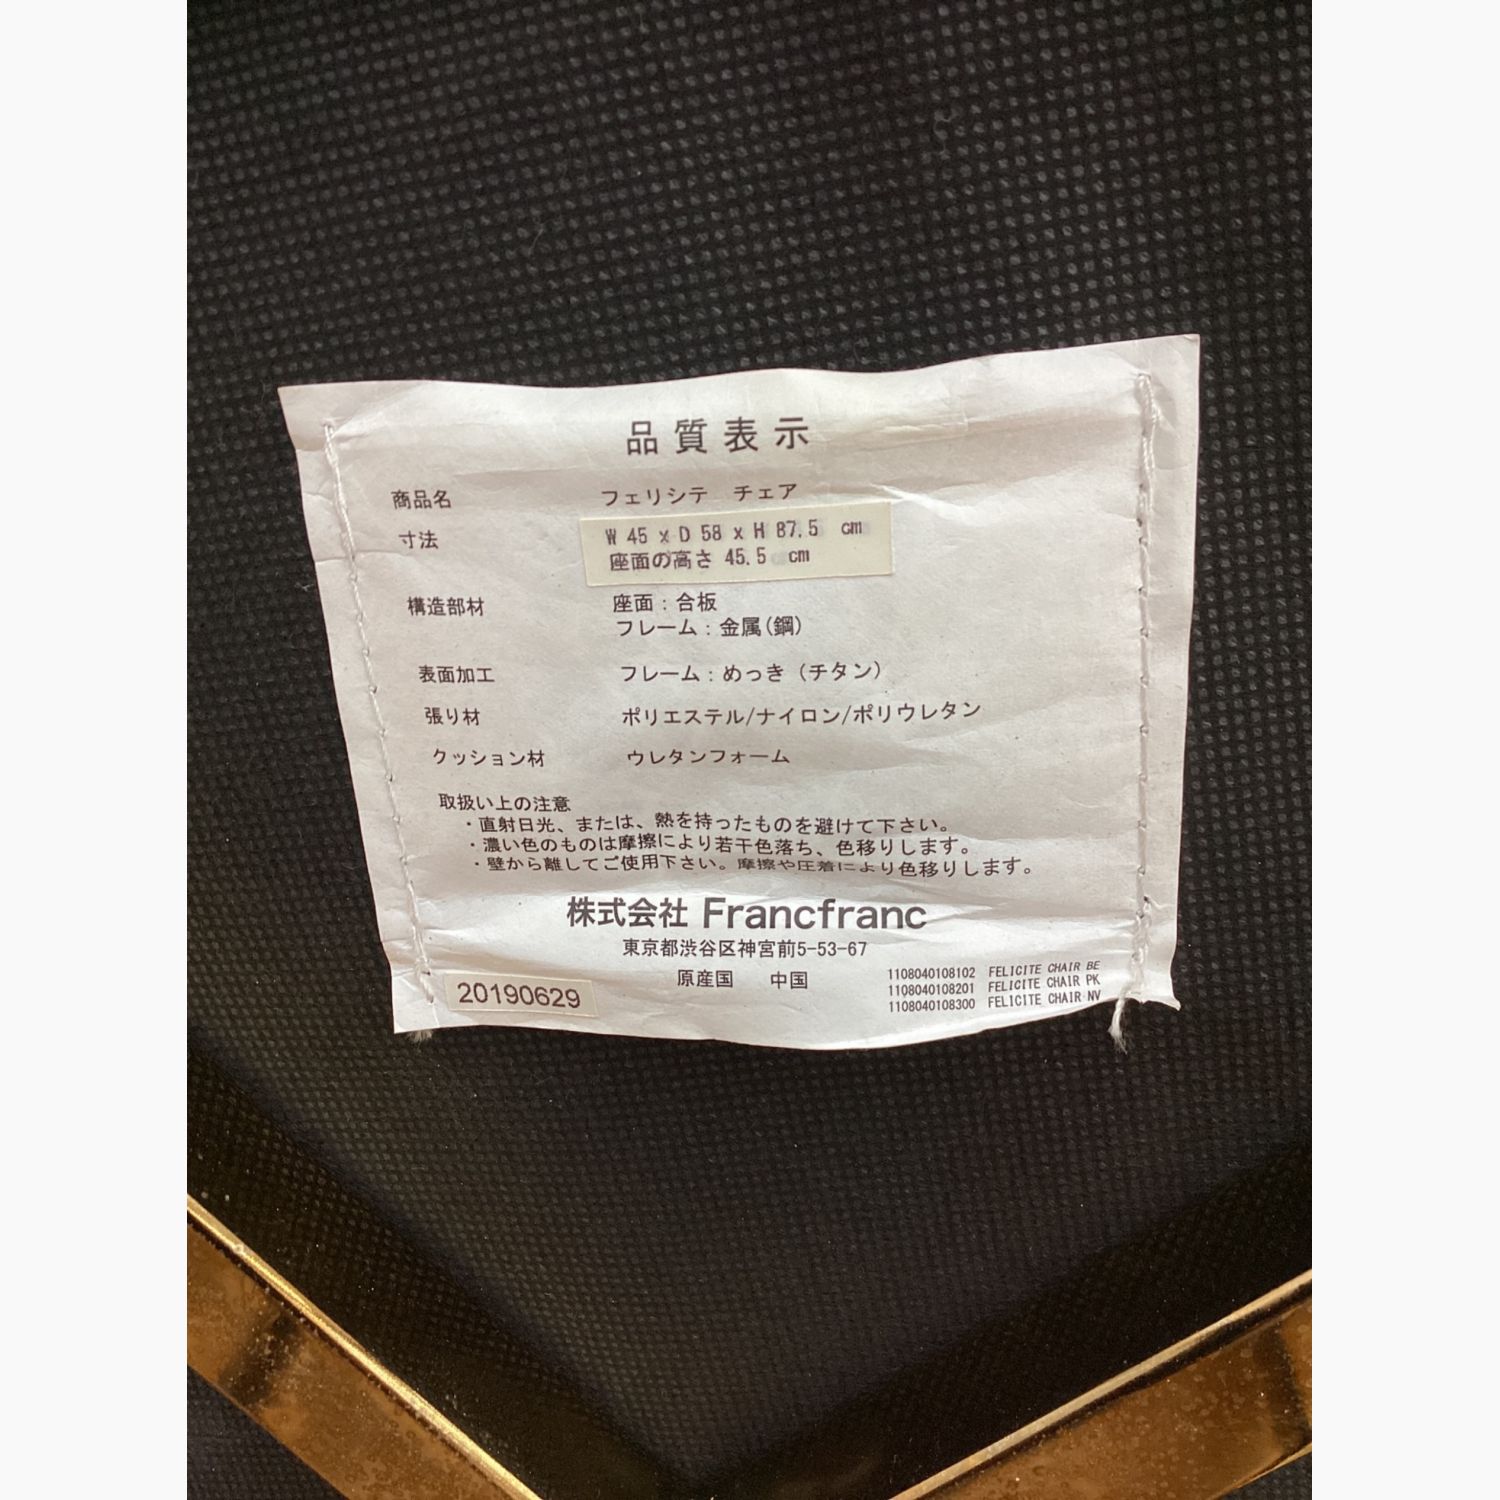 品質表示
商品名 フェリシテ チェア
寸法 W 45 x D 58 x H 87.5 cm
座面の高さ 45.5 cm
構造部材 座面：合板
フレーム：金属(鋼)
表面加工 フレーム：めっき（チタン）
張り材 ポリエステル/ナイロン/ポリウレタン
クッション材 ウレタンフォーム
取扱い上の注意
・直射日光、または、熱を持ったものを避けて下さい。
・濃い色のものは摩擦により若干色落ち、色移りします。
・壁から離してご使用下さい。摩擦や圧着により色移りします。
株式会社 Francfranc
東京都渋谷区神宮前5-53-67
原産国 中国
1108040108102 FELICITE CHAIR BE
1108040108201 FELICITE CHAIR PK
1108040108300 FELICITE CHAIR NV
20190629